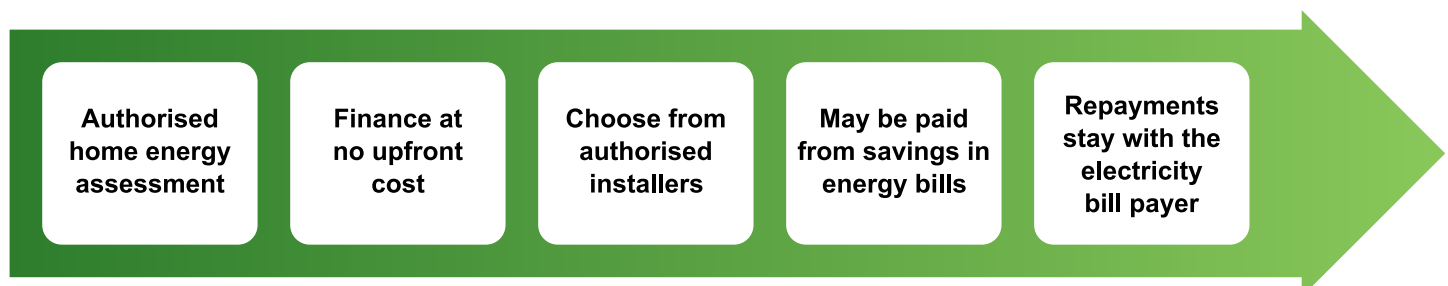 Authorised
home energy
assessment
Finance at
no upfront
cost
Choose from
authorised
installers
May be paid
from savings in
energy bills
Repayments
stay with the
electricity
bill payer